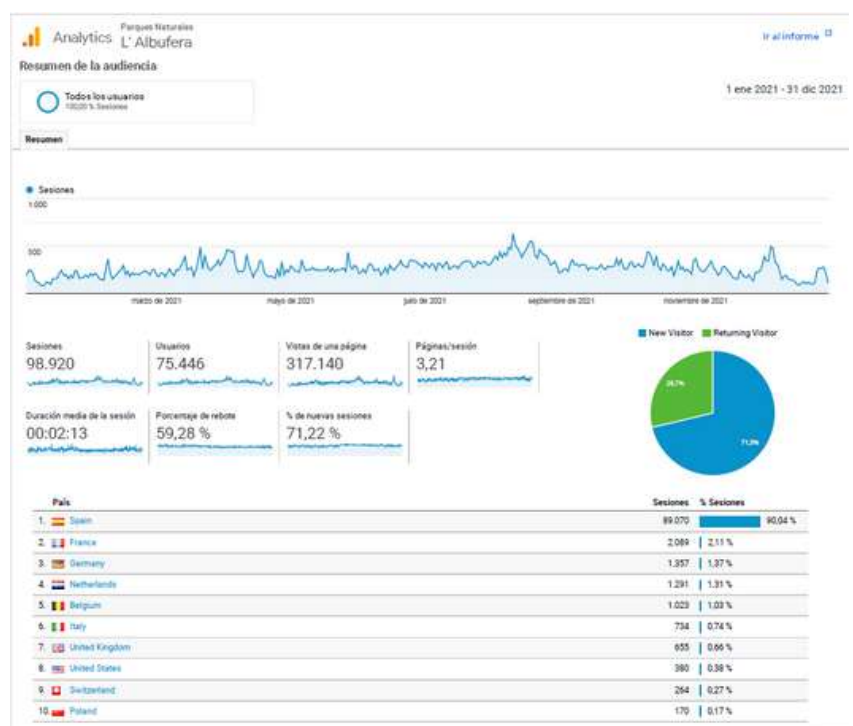 Analytics
Parques Naturales
L' Albufera
Ir al informe
Resumen de la audiencia
Todos los usuarios
100,00 % Sesiones
1 ene 2021 - 31 dic 2021
Resumen
Sesiones
1.000
500
marzo de 2021 mayo de 2021 julio de 2021 septiembre de 2021 noviembre de 2021
New Visitor Returning Visitor
Sesiones Usuarios Vistas de una página Páginas/sesión
98.920 75.446 317.140 3,21
Duración media de la sesión Porcentaje de rebote % de nuevas sesiones
00:02:13 59,28 % 71,22 %
País Sesiones % Sesiones
1. Spain 89.070 90,04 %
2. France 2.089 2,11 %
3. Germany 1.357 1,37 %
4. Netherlands 1.291 1,31 %
5. Belgium 1.023 1,03 %
6. Italy 734 0,74 %
7. United Kingdom 655 0,66 %
8. United States 380 0,38 %
9. Switzerland 264 0,27 %
10. Poland 170 0,17 %